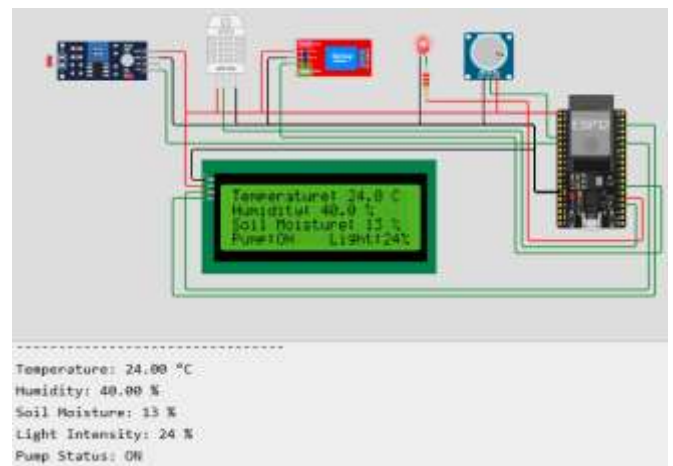 ESP32
Temperature: 24.0 C
Humidity: 40.0 %
Soil Moisture: 13 %
Pump:ON Light:24%
--------------------------------
Temperature: 24.00 °C
Humidity: 40.00 %
Soil Moisture: 13 %
Light Intensity: 24 %
Pump Status: ON